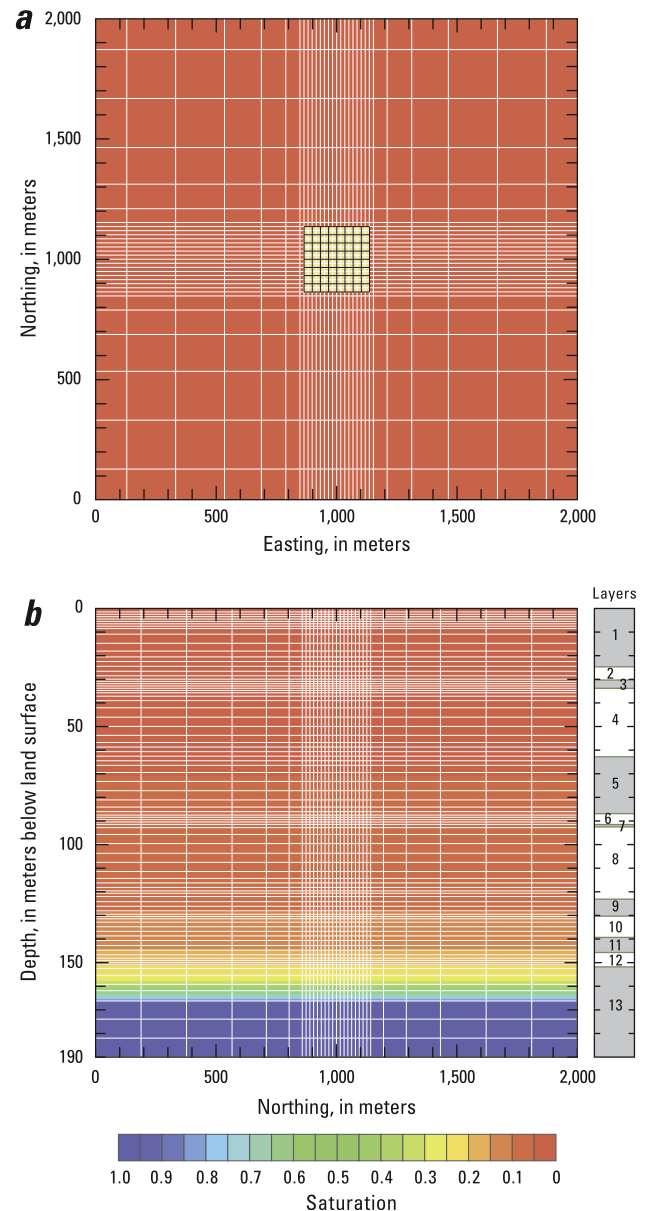 a
2,000
1,500
1,000
500
0
Northing, in meters
0 500 1,000 1,500 2,000
Easting, in meters
b
Layers
0
50
100
150
190
Depth, in meters below land surface
1
2
3
4
5
6
7
8
9
10
11
12
13
0 500 1,000 1,500 2,000
Northing, in meters
1.0 0.9 0.8 0.7 0.6 0.5 0.4 0.3 0.2 0.1 0
Saturation